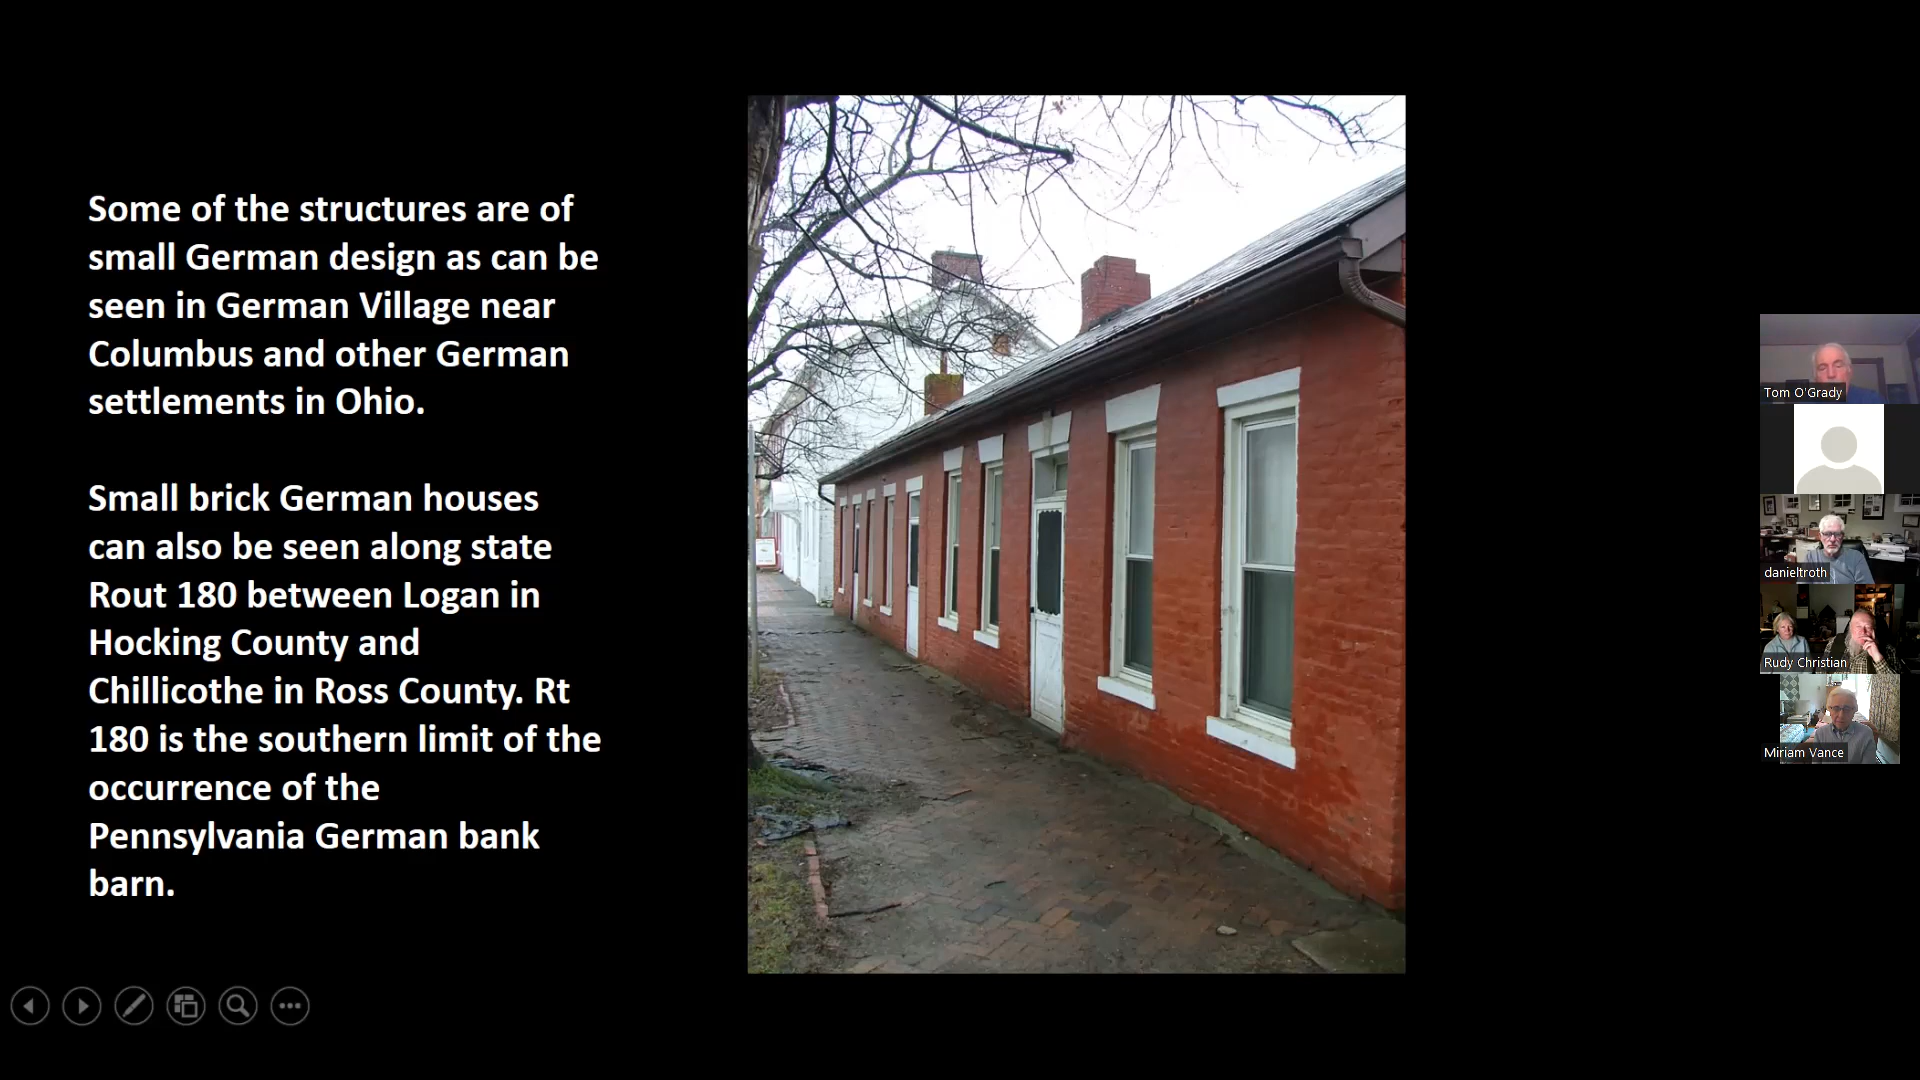 Some of the structures are of
small German design as can be
seen in German Village near
Columbus and other German
settlements in Ohio.
Small brick German houses
can also be seen along state
Rout 180 between Logan in
Hocking County and
Chillicothe in Ross County. Rt
180 is the southern limit of the
occurrence of the
Pennsylvania German bank
barn.
Tom O'Grady
danieltroth
Rudy Christian
Miriam Vance